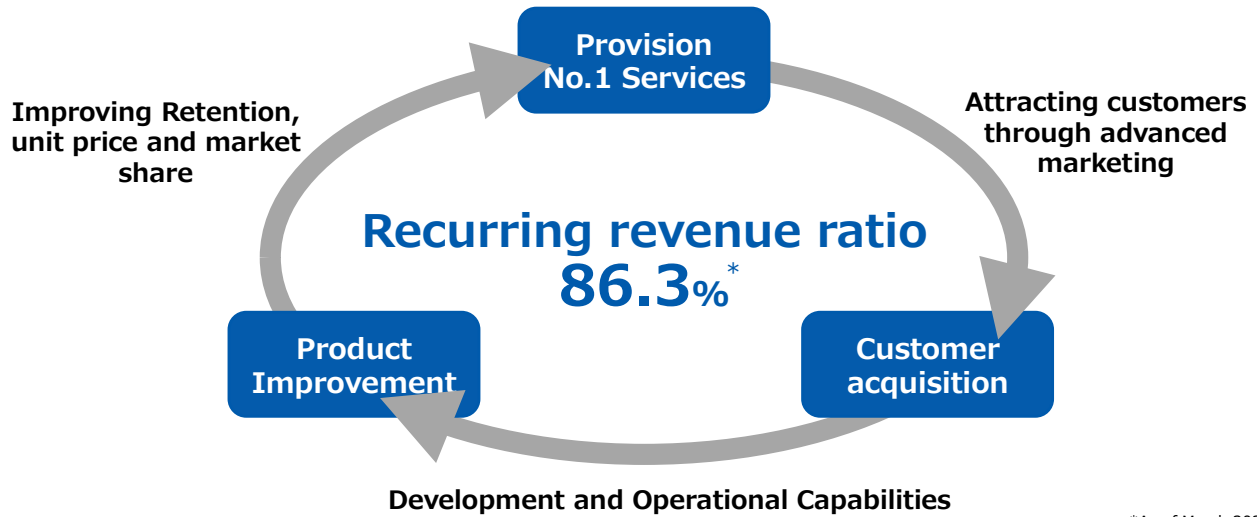 Provision
No.1 Services
Improving Retention,
unit price and market
share
Attracting customers
through advanced
marketing
Recurring revenue ratio
86.3%*
Product
Improvement
Customer
acquisition
Development and Operational Capabilities